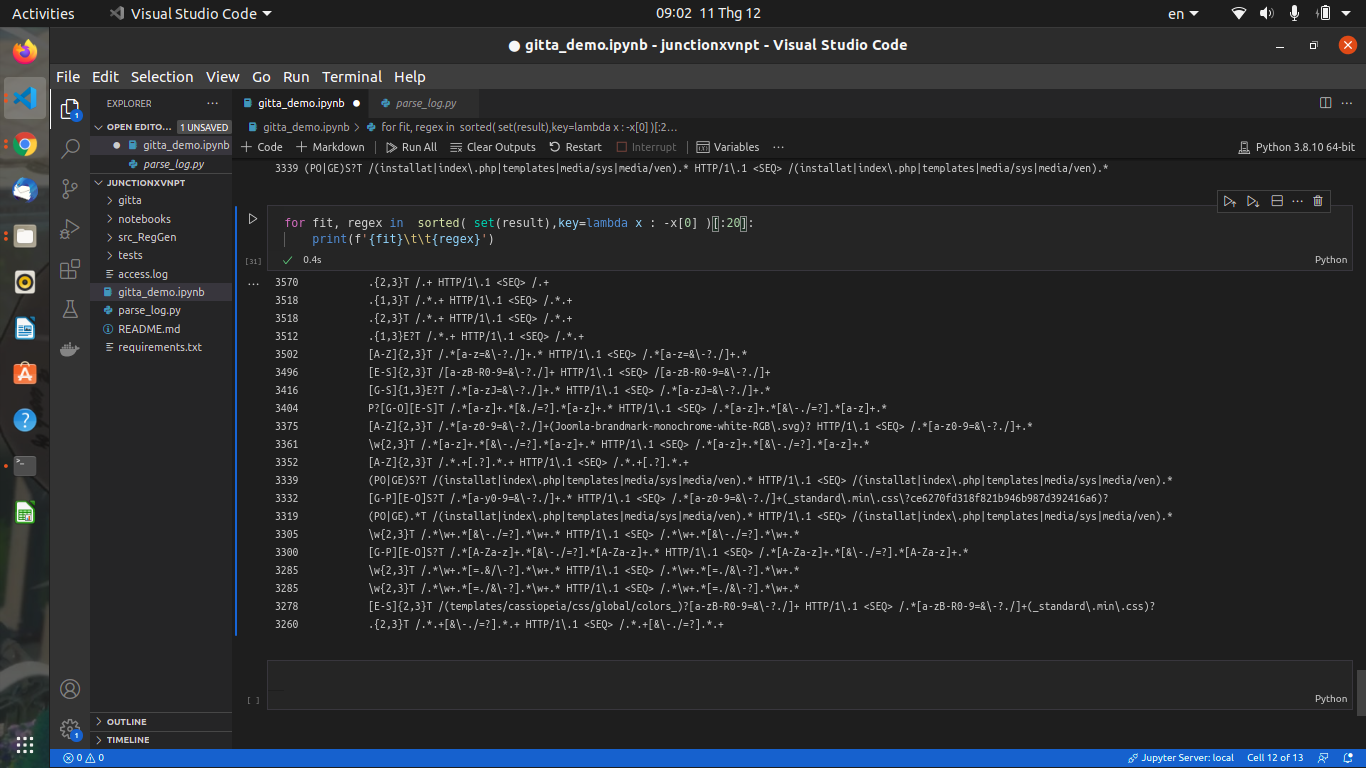 Activities Visual Studio Code 09:02 11 Thg 12 en
gitta_demo.ipynb - junctionxvnpt - Visual Studio Code
File Edit Selection View Go Run Terminal Help
EXPLORER
OPEN EDITO... 1 UNSAVED
gitta_demo.ipynb
parse_log.py
JUNCTIONXVNPT
gitta
notebooks
src_RegGen
tests
access.log
gitta_demo.ipynb
parse_log.py
README.md
requirements.txt
OUTLINE
TIMELINE
gitta_demo.ipynb parse_log.py
gitta_demo.ipynb > for fit, regex in sorted( set(result),key=lambda x : -x[0] )[:2...
+ Code + Markdown Run All Clear Outputs Restart Interrupt Variables ... Python 3.8.10 64-bit
3339 (PO|GE)S?T /(installat|index\.php|templates|media/sys|media/ven).* HTTP/1\.1 <SEQ> /(installat|index\.php|templates|media/sys|media/ven).*
for fit, regex in  sorted( set(result),key=lambda x : -x[0] )[:20]:
    print(f'{fit}\t\t{regex}')
[31] 0.4s Python
3570 .{2,3}T /.+ HTTP/1\.1 <SEQ> /.+
3518 .{1,3}T /.*.+ HTTP/1\.1 <SEQ> /.*.+
3518 .{2,3}T /.*.+ HTTP/1\.1 <SEQ> /.*.+
3512 .{1,3}E?T /.*.+ HTTP/1\.1 <SEQ> /.*.+
3502 [A-Z]{2,3}T /.*[a-z=&\-?./]+.* HTTP/1\.1 <SEQ> /.*[a-z=&\-?./]+.*
3496 [E-S]{2,3}T /[a-zB-R0-9=&\-?./]+ HTTP/1\.1 <SEQ> /[a-zB-R0-9=&\-?./]+
3416 [G-S]{1,3}E?T /.*[a-zJ=&\-?./]+.* HTTP/1\.1 <SEQ> /.*[a-zJ=&\-?./]+.*
3404 P?[G-O][E-S]T /.*[a-z]+.*[&./=?].*[a-z]+.* HTTP/1\.1 <SEQ> /.*[a-z]+.*[&\-./=?].*[a-z]+.*
3375 [A-Z]{2,3}T /.*[a-z0-9=&\-?./]+(Joomla-brandmark-monochrome-white-RGB\.svg)? HTTP/1\.1 <SEQ> /.*[a-z0-9=&\-?./]+.*
3361 \w{2,3}T /.*[a-z]+.*[&\-./=?].*[a-z]+.* HTTP/1\.1 <SEQ> /.*[a-z]+.*[&\-./=?].*[a-z]+.*
3352 [A-Z]{2,3}T /.*.+[.?].*.+ HTTP/1\.1 <SEQ> /.*.+[.?].*.+
3339 (PO|GE)S?T /(installat|index\.php|templates|media/sys|media/ven).* HTTP/1\.1 <SEQ> /(installat|index\.php|templates|media/sys|media/ven).*
3332 [G-P][E-O]S?T /.*[a-y0-9=&\-?./]+.* HTTP/1\.1 <SEQ> /.*[a-z0-9=&\-?./]+(_standard\.min\.css\?ce6270fd318f821b946b987d392416a6)?
3319 (PO|GE).*T /(installat|index\.php|templates|media/sys|media/ven).* HTTP/1\.1 <SEQ> /(installat|index\.php|templates|media/sys|media/ven).*
3305 \w{2,3}T /.*\w+.*[&\-./=?].*\w+.* HTTP/1\.1 <SEQ> /.*\w+.*[&\-./=?].*\w+.*
3300 [G-P][E-O]S?T /.*[A-Za-z]+.*[&\-./=?].*[A-Za-z]+.* HTTP/1\.1 <SEQ> /.*[A-Za-z]+.*[&\-./=?].*[A-Za-z]+.*
3285 \w{2,3}T /.*\w+.*[=.&/\-?].*\w+.* HTTP/1\.1 <SEQ> /.*\w+.*[=./&\-?].*\w+.*
3285 \w{2,3}T /.*\w+.*[=./&\-?].*\w+.* HTTP/1\.1 <SEQ> /.*\w+.*[=./&\-?].*\w+.*
3278 [E-S]{2,3}T /(templates/cassiopeia/css/global/colors_)?[a-zB-R0-9=&\-?./]+ HTTP/1\.1 <SEQ> /.*[a-zB-R0-9=&\-?./]+(_standard\.min\.css)?
3260 .{2,3}T /.*.+[&\-./=?].*.+ HTTP/1\.1 <SEQ> /.*.+[&\-./=?].*.+
[ ] Python
0 0 Jupyter Server: local Cell 12 of 13